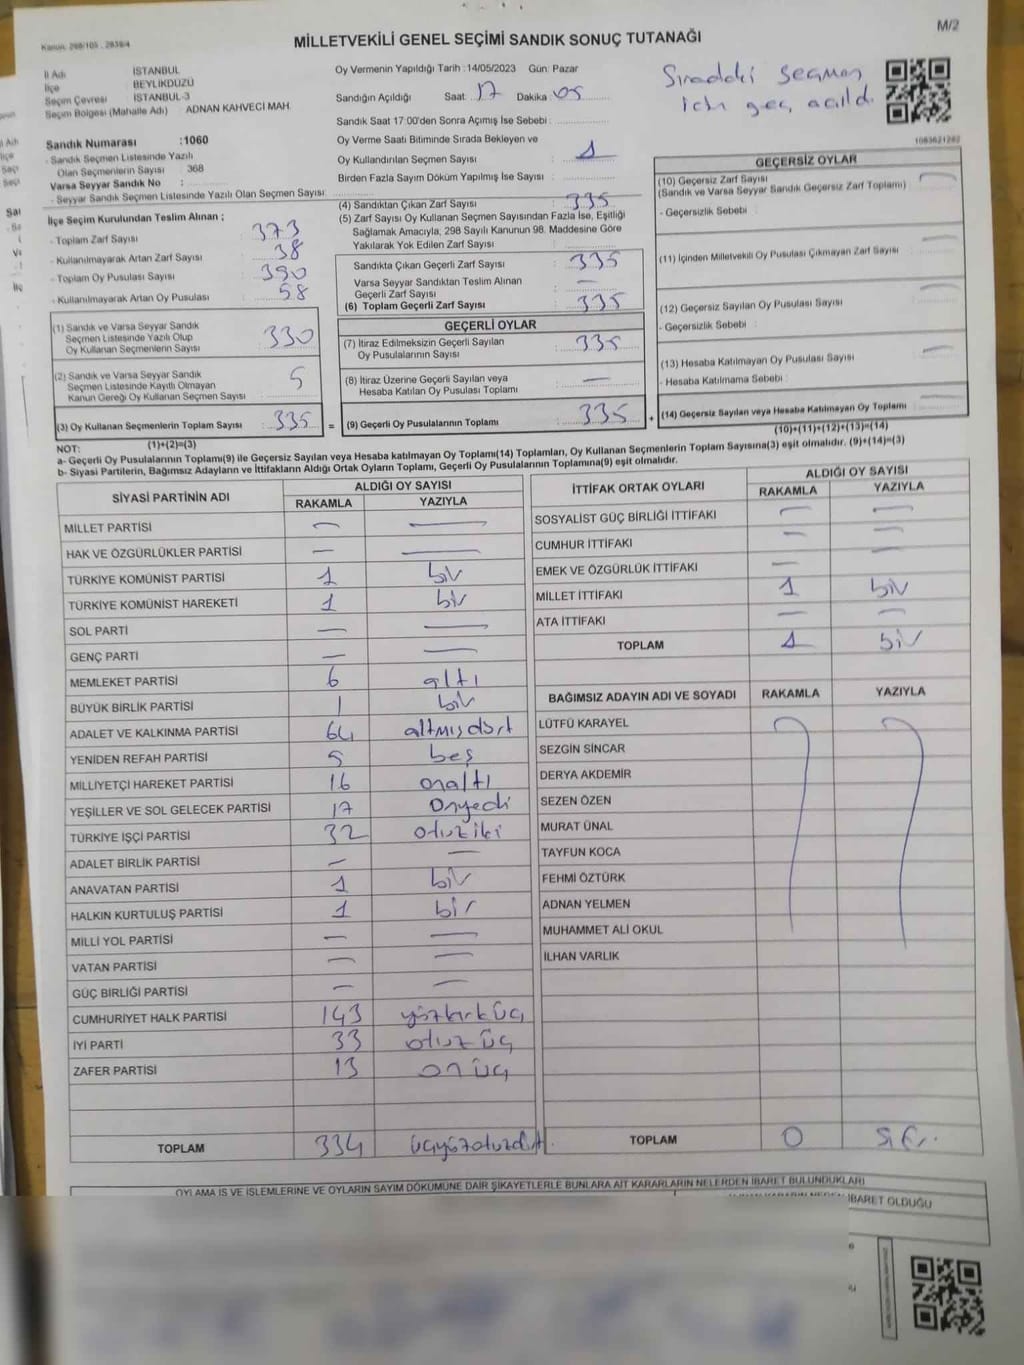 M/2
Kanun: 298/105 , 2839/4
MİLLETVEKİLİ GENEL SEÇİMİ SANDIK SONUÇ TUTANAĞI
İl Adı İSTANBUL
İlçe BEYLİKDÜZÜ
Seçim Çevresi İSTANBUL-3
Seçim Bölgesi (Mahalle Adı) ADNAN KAHVECİ MAH.
Sandık Numarası :1060
- Sandık Seçmen Listesinde Yazılı
Olan Seçmenlerin Sayısı : 368
Varsa Seyyar Sandık No :
- Seyyar Sandık Seçmen Listesinde Yazılı Olan Seçmen Sayısı:
İlçe Seçim Kurulundan Teslim Alınan ;
- Toplam Zarf Sayısı : 373
- Kullanılmayarak Artan Zarf Sayısı : 38
- Toplam Oy Pusulası Sayısı : 390
- Kullanılmayarak Artan Oy Pusulası : 58
(1) Sandık ve Varsa Seyyar Sandık
Seçmen Listesinde Yazılı Olup
Oy Kullanan Seçmenlerin Sayısı : 330
(2) Sandık ve Varsa Seyyar Sandık
Seçmen Listesinde Kayıtlı Olmayan
Kanun Gereği Oy Kullanan Seçmen Sayısı : 5
(3) Oy Kullanan Seçmenlerin Toplam Sayısı : 335 =
(1)+(2)=(3)
Oy Vermenin Yapıldığı Tarih : 14/05/2023 Gün: Pazar
Sandığın Açıldığı Saat 17 Dakika 05
Sandık Saat 17:00'den Sonra Açımış İse Sebebi :
Sıradaki seçmen
için geç açıldı
Oy Verme Saati Bitiminde Sırada Bekleyen ve
Oy Kullandırılan Seçmen Sayısı : 1
Birden Fazla Sayım Döküm Yapılmış İse Sayısı :
(4) Sandıktan Çıkan Zarf Sayısı : 335
(5) Zarf Sayısı Oy Kullanan Seçmen Sayısından Fazla İse, Eşitliği
Sağlamak Amacıyla, 298 Sayılı Kanunun 98. Maddesine Göre
Yakılarak Yok Edilen Zarf Sayısı :
Sandıkta Çıkan Geçerli Zarf Sayısı : 335
Varsa Seyyar Sandıktan Teslim Alınan
Geçerli Zarf Sayısı : —
(6) Toplam Geçerli Zarf Sayısı : 335
GEÇERLİ OYLAR
(7) İtiraz Edilmeksizin Geçerli Sayılan
Oy Pusulalarının Sayısı : 335
(8) İtiraz Üzerine Geçerli Sayılan veya
Hesaba Katılan Oy Pusulası Toplamı : —
(9) Geçerli Oy Pusulalarının Toplamı : 335 +
1083621282
GEÇERSİZ OYLAR
(10) Geçersiz Zarf Sayısı : —
(Sandık ve Varsa Seyyar Sandık Geçersiz Zarf Toplamı)
- Geçersizlik Sebebi :
(11) İçinden Milletvekili Oy Pusulası Çıkmayan Zarf Sayısı : —
(12) Geçersiz Sayılan Oy Pusulası Sayısı : —
- Geçersizlik Sebebi :
(13) Hesaba Katılmayan Oy Pusulası Sayısı : —
- Hesaba Katılmama Sebebi :
(14) Geçersiz Sayılan veya Hesaba Katılmayan Oy Toplamı : —
(10)+(11)+(12)+(13)=(14)
NOT:
a- Geçerli Oy Pusulalarının Toplamı(9) ile Geçersiz Sayılan veya Hesaba katılmayan Oy Toplamı(14) Toplamları, Oy Kullanan Seçmenlerin Toplam Sayısına(3) eşit olmalıdır. (9)+(14)=(3)
b- Siyasi Partilerin, Bağımsız Adayların ve İttifakların Aldığı Ortak Oyların Toplamı, Geçerli Oy Pusulalarının Toplamına(9) eşit olmalıdır.
SİYASİ PARTİNİN ADI ALDIĞI OY SAYISI
RAKAMLA YAZIYLA
MİLLET PARTİSİ — —
HAK VE ÖZGÜRLÜKLER PARTİSİ — —
TÜRKİYE KOMÜNİST PARTİSİ 1 bir
TÜRKİYE KOMÜNİST HAREKETİ 1 bir
SOL PARTİ — —
GENÇ PARTİ — —
MEMLEKET PARTİSİ 6 altı
BÜYÜK BİRLİK PARTİSİ 1 bir
ADALET VE KALKINMA PARTİSİ 64 altmışdört
YENİDEN REFAH PARTİSİ 5 beş
MİLLİYETÇİ HAREKET PARTİSİ 16 onaltı
YEŞİLLER VE SOL GELECEK PARTİSİ 17 Onyedi
TÜRKİYE İŞÇİ PARTİSİ 32 otuziki
ADALET BİRLİK PARTİSİ — —
ANAVATAN PARTİSİ 1 bir
HALKIN KURTULUŞ PARTİSİ 1 bir
MİLLİ YOL PARTİSİ — —
VATAN PARTİSİ — —
GÜÇ BİRLİĞİ PARTİSİ — —
CUMHURİYET HALK PARTİSİ 143 yüzkırküç
İYİ PARTİ 33 otuz üç
ZAFER PARTİSİ 13 on üç
TOPLAM 334 üçyüzotuzdört
İTTİFAK ORTAK OYLARI ALDIĞI OY SAYISI
RAKAMLA YAZIYLA
SOSYALİST GÜÇ BİRLİĞİ İTTİFAKI — —
CUMHUR İTTİFAKI — —
EMEK VE ÖZGÜRLÜK İTTİFAKI —
MİLLET İTTİFAKI 1 bir
ATA İTTİFAKI — —
TOPLAM 1 bir
BAĞIMSIZ ADAYIN ADI VE SOYADI RAKAMLA YAZIYLA
LÜTFÜ KARAYEL
SEZGİN SİNCAR
DERYA AKDEMİR
SEZEN ÖZEN
MURAT ÜNAL
TAYFUN KOCA
FEHMİ ÖZTÜRK
ADNAN YELMEN
MUHAMMET ALİ OKUL
İLHAN VARLIK
TOPLAM 0 sıfır
OYLAMA İŞ VE İŞLEMLERİNE VE OYLARIN SAYIM DÖKÜMÜNE DAİR ŞİKAYETLERLE BUNLARA AİT KARARLARIN NELERDEN İBARET BULUNDUKLARI
İBARET OLDUĞU